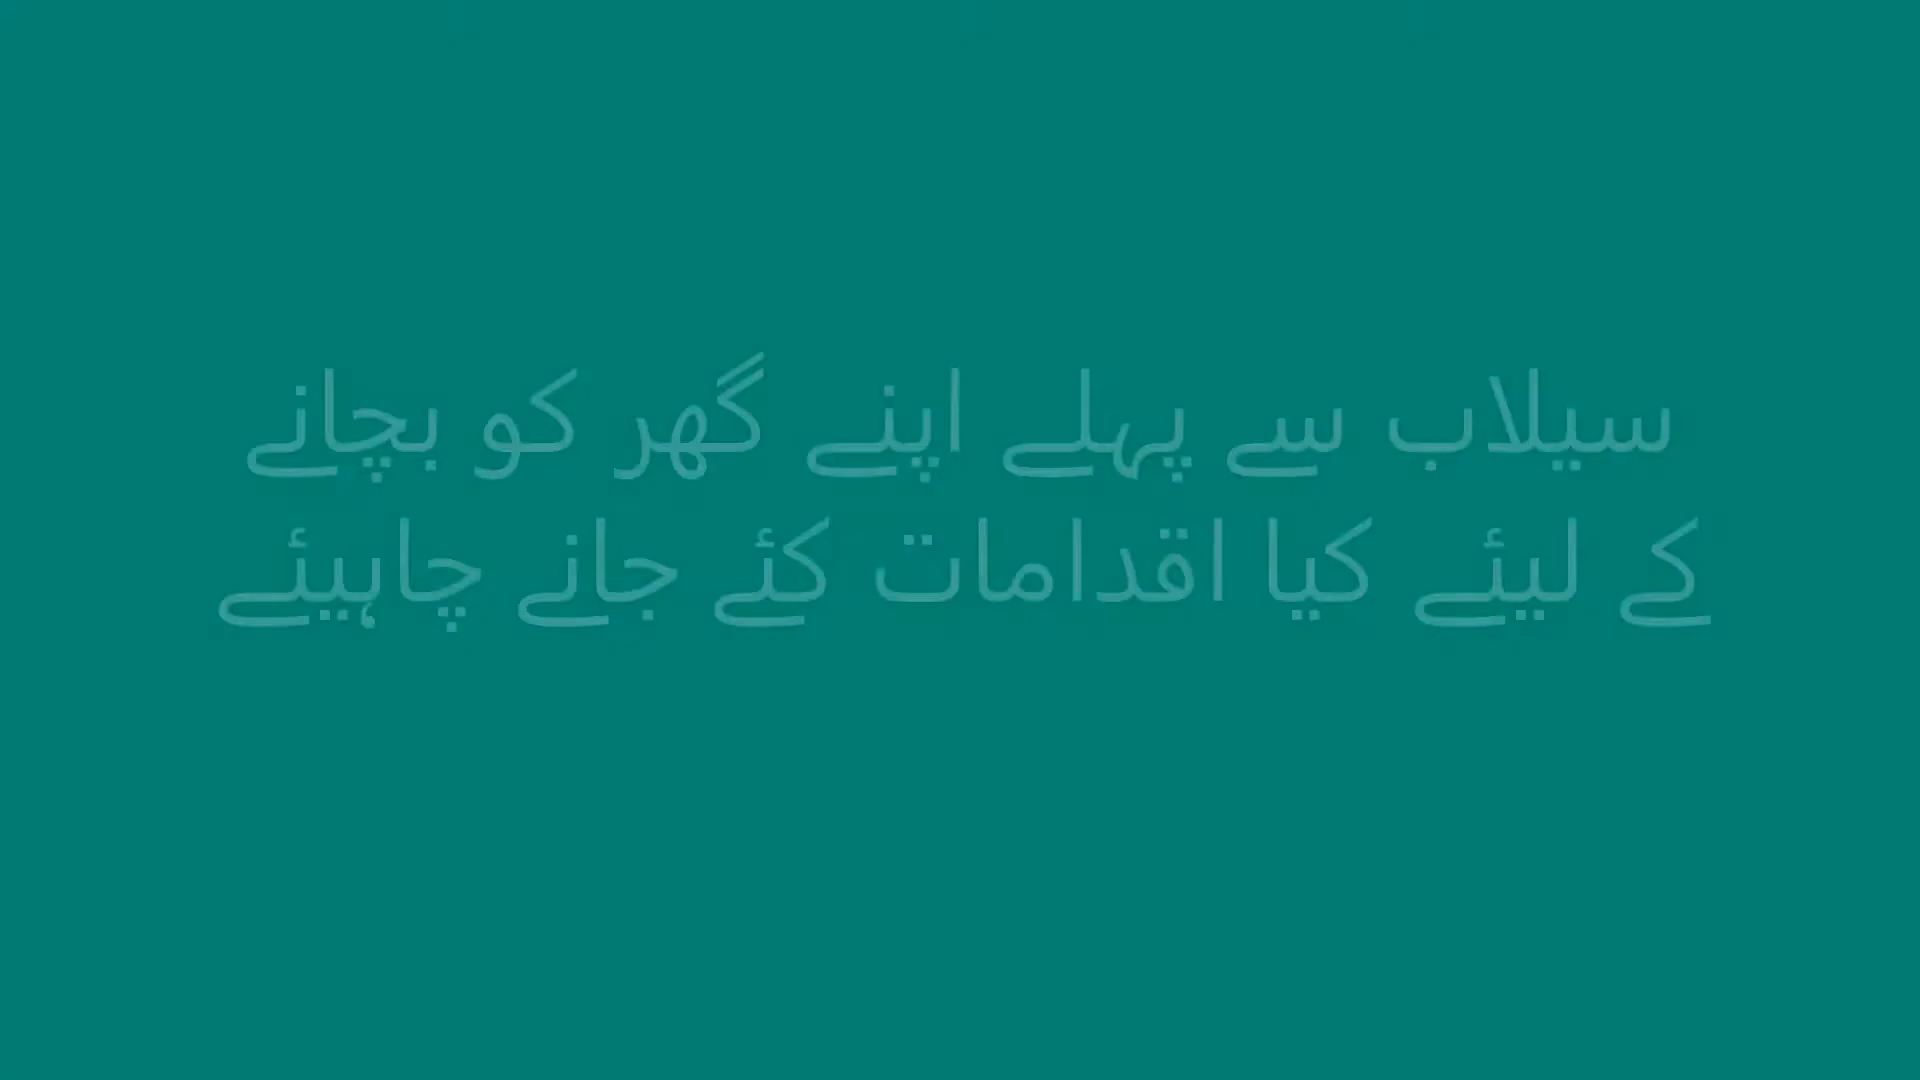 سیلاب سے پہلے اپنے گھر کو بچانے
کے لیئے کیا اقدامات کئے جانے چاہیئے